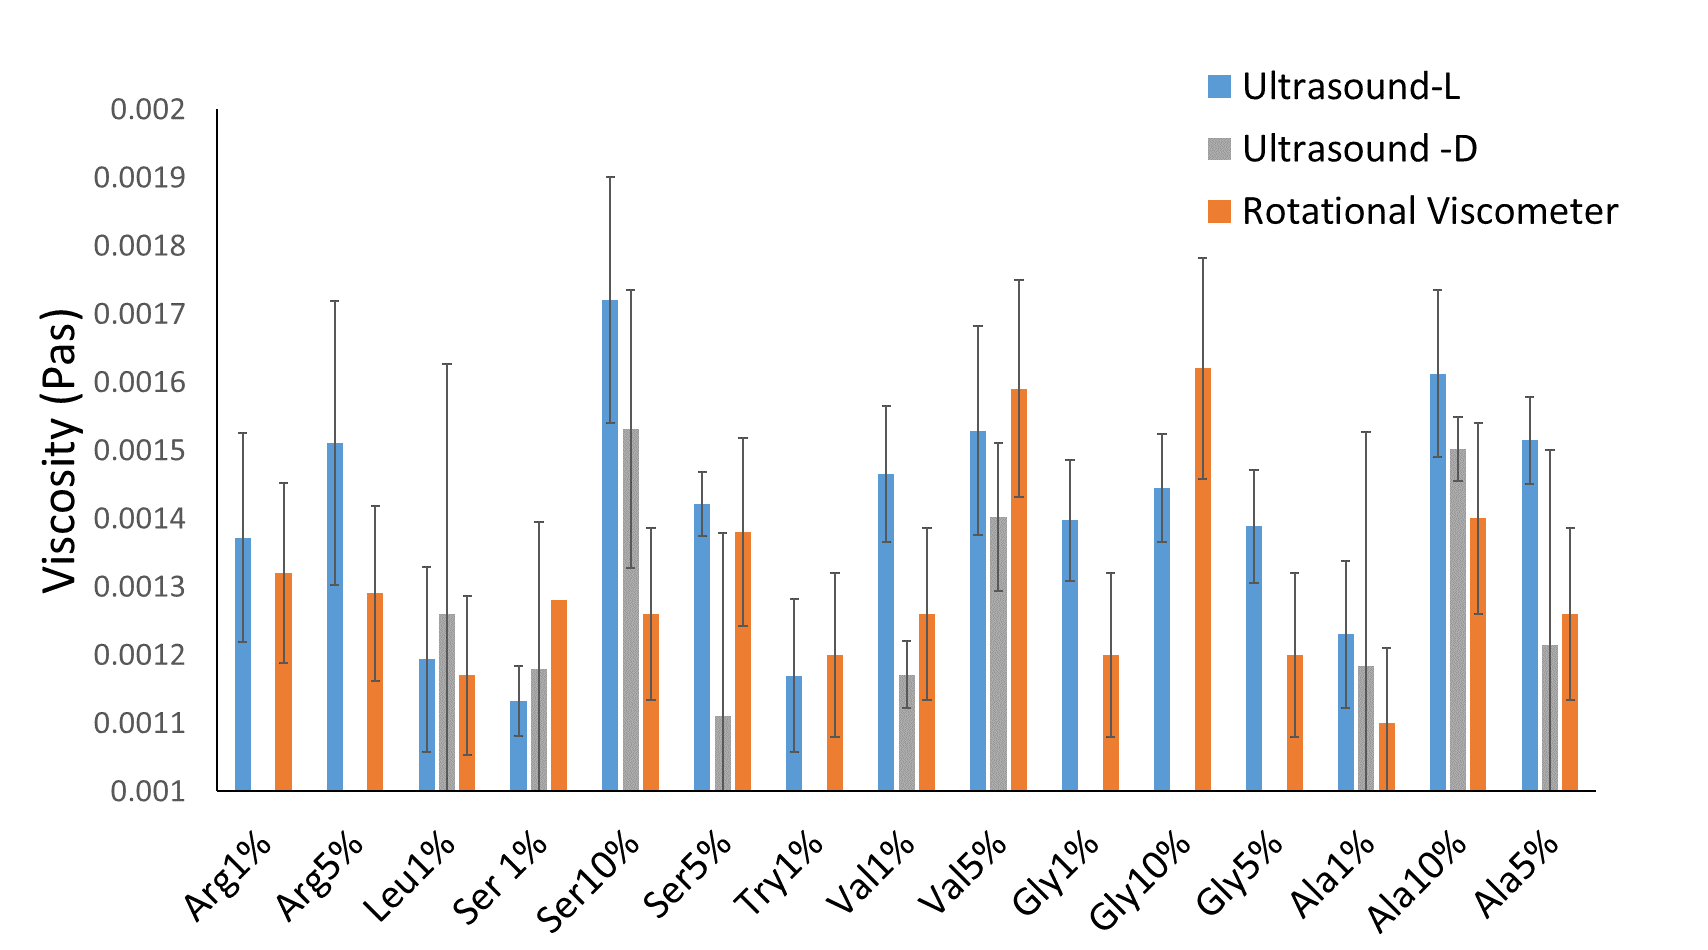 Ultrasound-L
Ultrasound -D
Rotational Viscometer
Viscosity (Pas)
0.002
0.0019
0.0018
0.0017
0.0016
0.0015
0.0014
0.0013
0.0012
0.0011
0.001
Arg1%
Arg5%
Leu1%
Ser 1%
Ser10%
Ser5%
Try1%
Val1%
Val5%
Gly1%
Gly10%
Gly5%
Ala1%
Ala10%
Ala5%